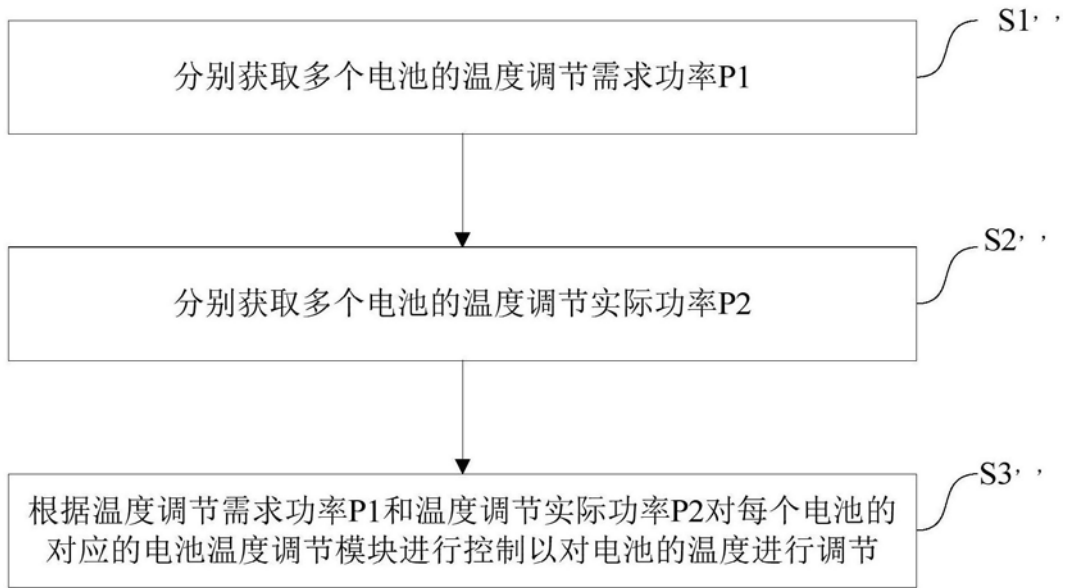 S1’’
分别获取多个电池的温度调节需求功率P1
S2’’
分别获取多个电池的温度调节实际功率P2
S3’’
根据温度调节需求功率P1和温度调节实际功率P2对每个电池的
对应的电池温度调节模块进行控制以对电池的温度进行调节